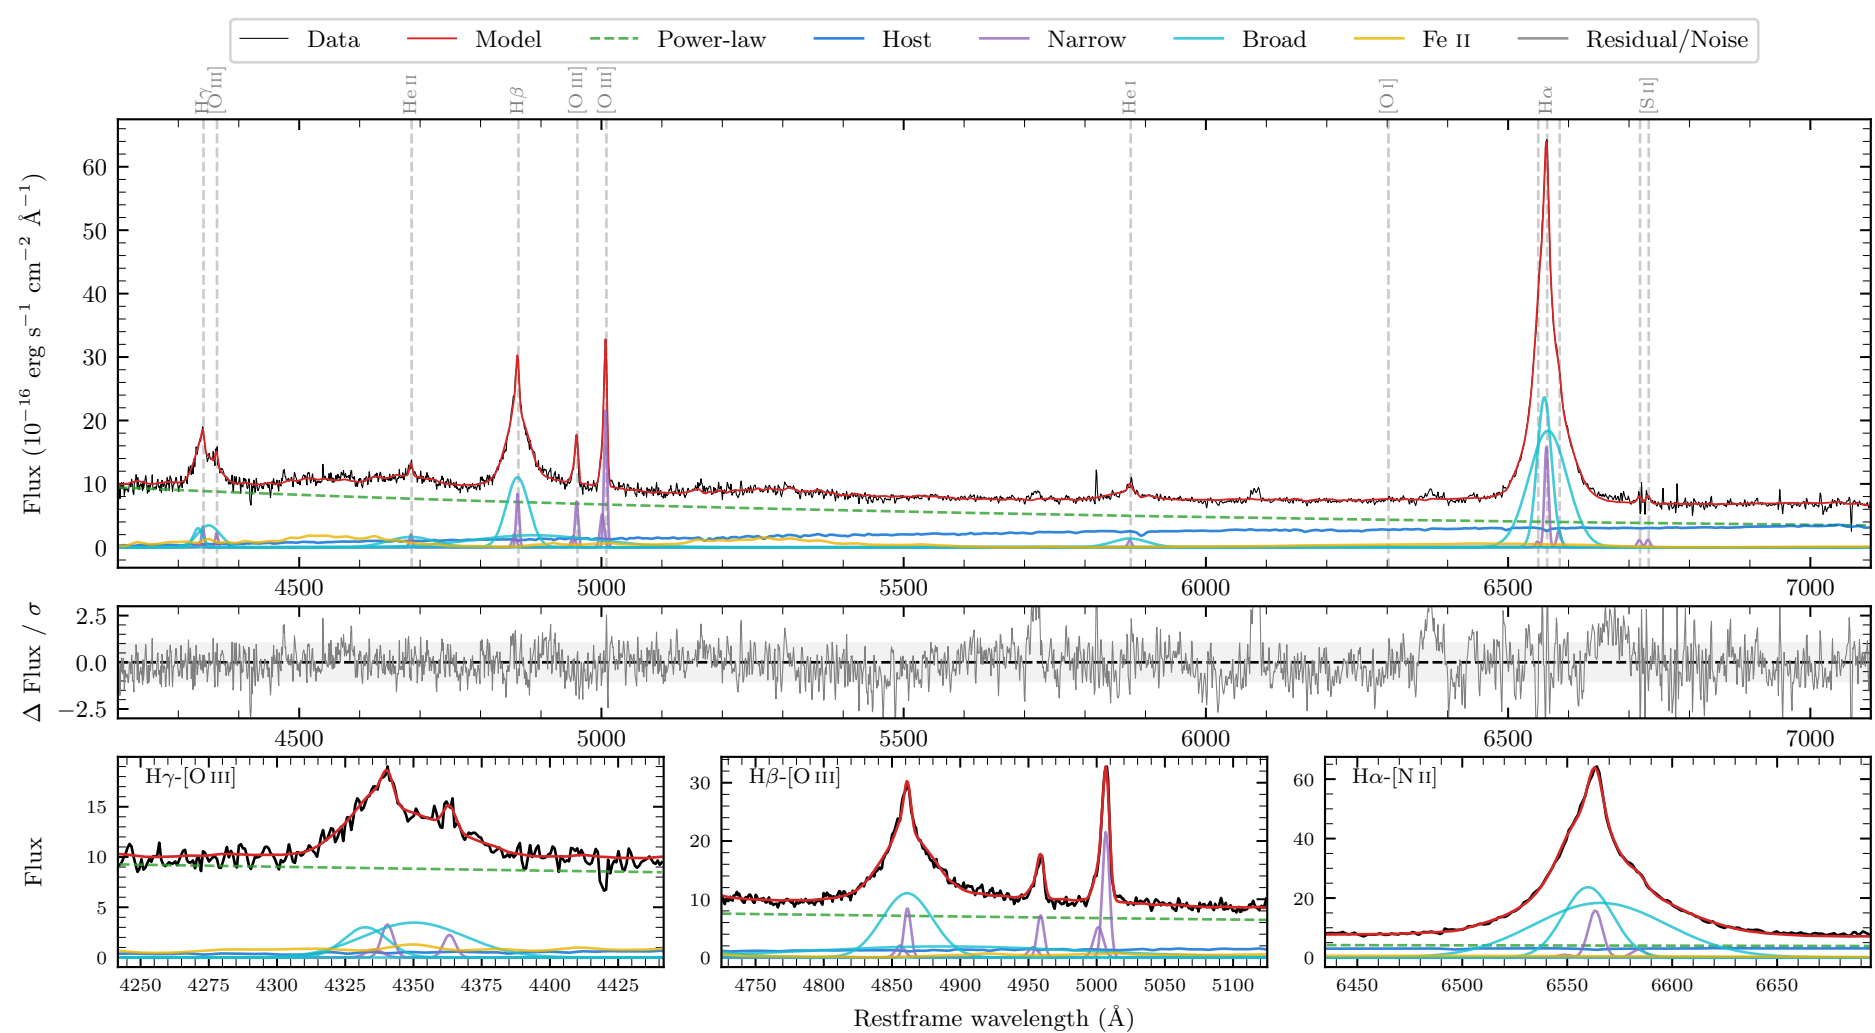 Data Model Power-law Host Narrow Broad Fe II Residual/Noise
Hγ [O III] He II Hβ [O III] [O III] He I [O I] Hα [S II]
Flux (10⁻¹⁶ erg s⁻¹ cm⁻² Å⁻¹)
60
50
40
30
20
10
0
4500 5000 5500 6000 6500 7000
Δ Flux / σ
2.5
0.0
−2.5
4500 5000 5500 6000 6500 7000
Flux
Hγ-[O III]
15
10
5
0
4250 4275 4300 4325 4350 4375 4400 4425
Hβ-[O III]
30
20
10
0
4750 4800 4850 4900 4950 5000 5050 5100
Hα-[N II]
60
40
20
0
6450 6500 6550 6600 6650
Restframe wavelength (Å)